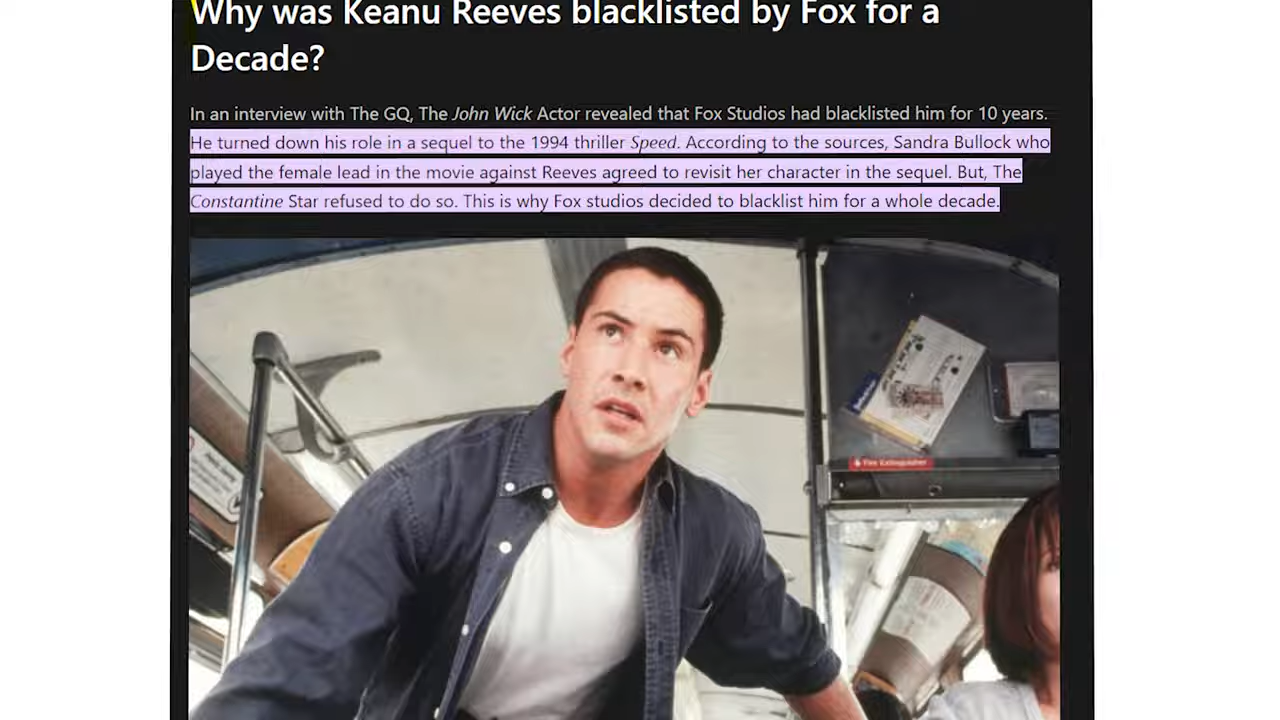 Why was Keanu Reeves blacklisted by Fox for a
Decade?
In an interview with The GQ, The John Wick Actor revealed that Fox Studios had blacklisted him for 10 years.
He turned down his role in a sequel to the 1994 thriller Speed. According to the sources, Sandra Bullock who
played the female lead in the movie against Reeves agreed to revisit her character in the sequel. But, The
Constantine Star refused to do so. This is why Fox studios decided to blacklist him for a whole decade.
Fire Extinguisher